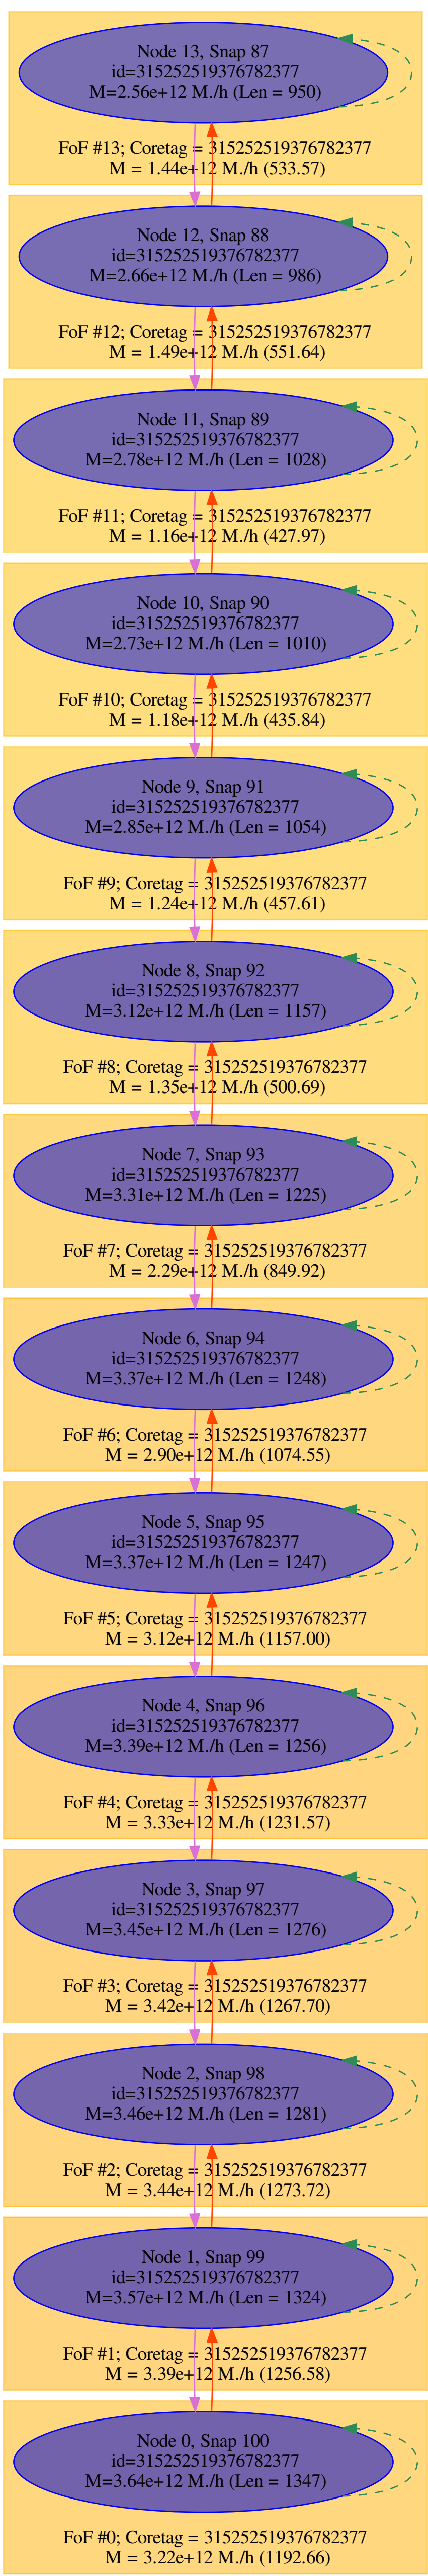 Node 13, Snap 87
id=315252519376782377
M=2.56e+12 M./h (Len = 950)
FoF #13; Coretag = 315252519376782377
M = 1.44e+12 M./h (533.57)
Node 12, Snap 88
id=315252519376782377
M=2.66e+12 M./h (Len = 986)
FoF #12; Coretag = 315252519376782377
M = 1.49e+12 M./h (551.64)
Node 11, Snap 89
id=315252519376782377
M=2.78e+12 M./h (Len = 1028)
FoF #11; Coretag = 315252519376782377
M = 1.16e+12 M./h (427.97)
Node 10, Snap 90
id=315252519376782377
M=2.73e+12 M./h (Len = 1010)
FoF #10; Coretag = 315252519376782377
M = 1.18e+12 M./h (435.84)
Node 9, Snap 91
id=315252519376782377
M=2.85e+12 M./h (Len = 1054)
FoF #9; Coretag = 315252519376782377
M = 1.24e+12 M./h (457.61)
Node 8, Snap 92
id=315252519376782377
M=3.12e+12 M./h (Len = 1157)
FoF #8; Coretag = 315252519376782377
M = 1.35e+12 M./h (500.69)
Node 7, Snap 93
id=315252519376782377
M=3.31e+12 M./h (Len = 1225)
FoF #7; Coretag = 315252519376782377
M = 2.29e+12 M./h (849.92)
Node 6, Snap 94
id=315252519376782377
M=3.37e+12 M./h (Len = 1248)
FoF #6; Coretag = 315252519376782377
M = 2.90e+12 M./h (1074.55)
Node 5, Snap 95
id=315252519376782377
M=3.37e+12 M./h (Len = 1247)
FoF #5; Coretag = 315252519376782377
M = 3.12e+12 M./h (1157.00)
Node 4, Snap 96
id=315252519376782377
M=3.39e+12 M./h (Len = 1256)
FoF #4; Coretag = 315252519376782377
M = 3.33e+12 M./h (1231.57)
Node 3, Snap 97
id=315252519376782377
M=3.45e+12 M./h (Len = 1276)
FoF #3; Coretag = 315252519376782377
M = 3.42e+12 M./h (1267.70)
Node 2, Snap 98
id=315252519376782377
M=3.46e+12 M./h (Len = 1281)
FoF #2; Coretag = 315252519376782377
M = 3.44e+12 M./h (1273.72)
Node 1, Snap 99
id=315252519376782377
M=3.57e+12 M./h (Len = 1324)
FoF #1; Coretag = 315252519376782377
M = 3.39e+12 M./h (1256.58)
Node 0, Snap 100
id=315252519376782377
M=3.64e+12 M./h (Len = 1347)
FoF #0; Coretag = 315252519376782377
M = 3.22e+12 M./h (1192.66)